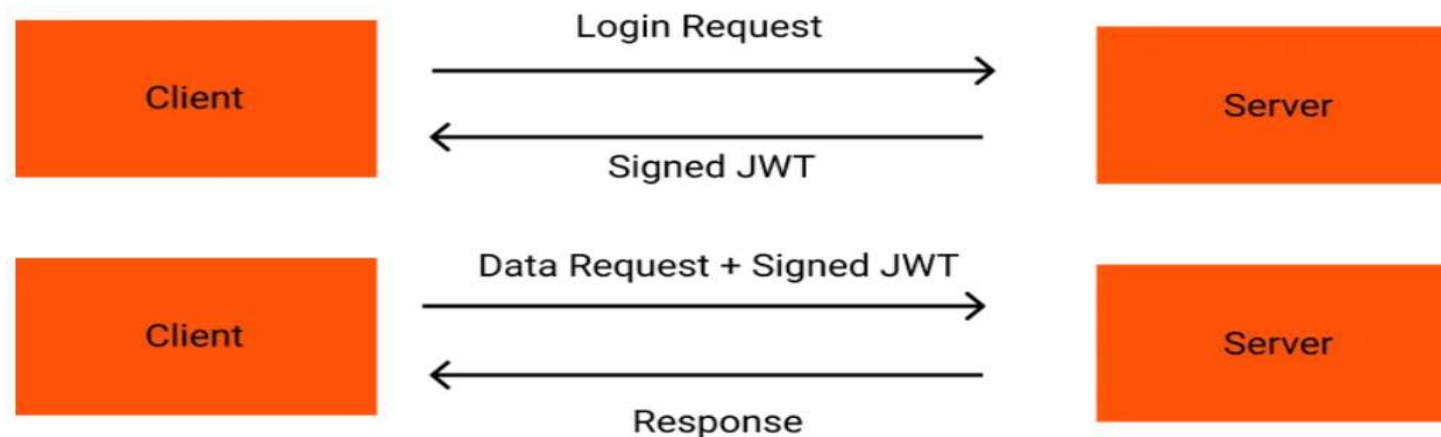 Login Request
Client
Server
Signed JWT
Data Request + Signed JWT
Client
Server
Response